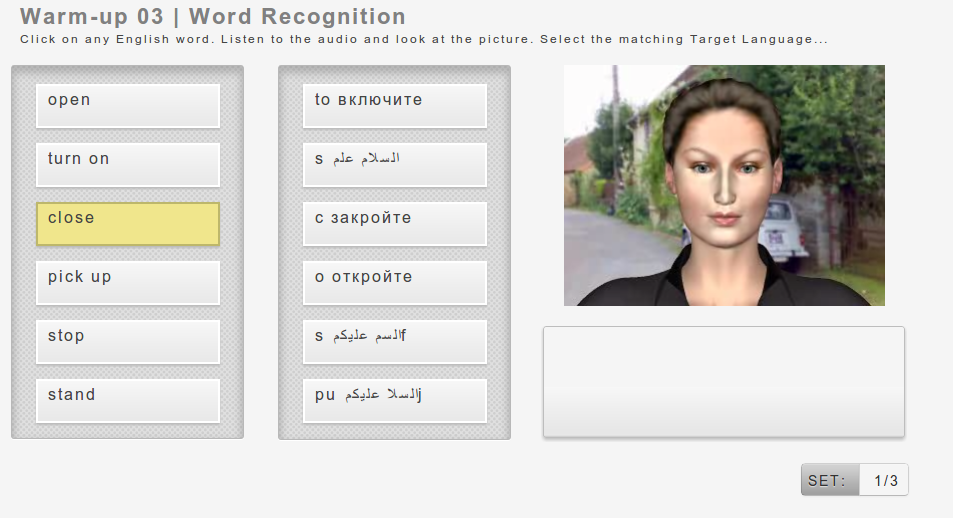 Warm-up 03 | Word Recognition
Click on any English word. Listen to the audio and look at the picture. Select the matching Target Language...
open
turn on
close
pick up
stop
stand
to включите
s السلام علم
c закройте
o откройте
s السم عليكمf
pu السلا عليكمj
SET: 1/3